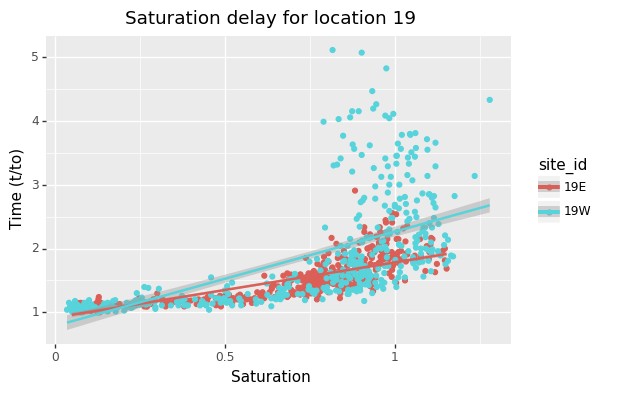 Saturation delay for location 19
5
4
3
2
1
Time (t/to)
0
0.5
1
Saturation
site_id
19E
19W